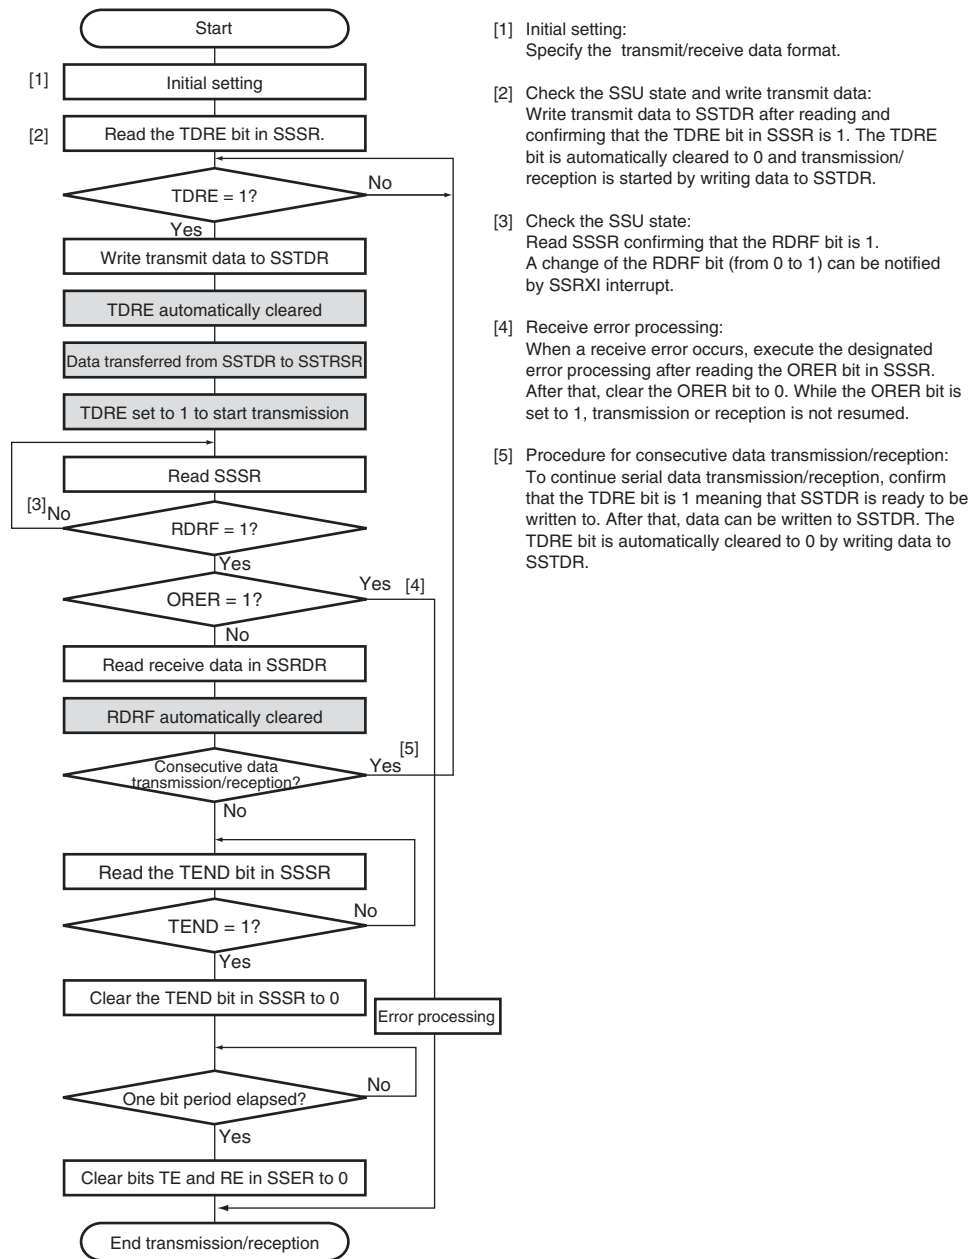 Start
[1]
Initial setting
[2]
Read the TDRE bit in SSSR.
TDRE = 1?
No
Yes
Write transmit data to SSTDR
TDRE automatically cleared
Data transferred from SSTDR to SSTRSR
TDRE set to 1 to start transmission
Read SSSR
[3]
No
RDRF = 1?
Yes
ORER = 1?
Yes
[4]
No
Read receive data in SSRDR
RDRF automatically cleared
[5]
Consecutive data
transmission/reception?
Yes
No
Read the TEND bit in SSSR
TEND = 1?
No
Yes
Clear the TEND bit in SSSR to 0
Error processing
One bit period elapsed?
No
Yes
Clear bits TE and RE in SSER to 0
End transmission/reception
[1] Initial setting:
Specify the transmit/receive data format.
[2] Check the SSU state and write transmit data:
Write transmit data to SSTDR after reading and
confirming that the TDRE bit in SSSR is 1. The TDRE
bit is automatically cleared to 0 and transmission/
reception is started by writing data to SSTDR.
[3] Check the SSU state:
Read SSSR confirming that the RDRF bit is 1.
A change of the RDRF bit (from 0 to 1) can be notified
by SSRXI interrupt.
[4] Receive error processing:
When a receive error occurs, execute the designated
error processing after reading the ORER bit in SSSR.
After that, clear the ORER bit to 0. While the ORER bit is
set to 1, transmission or reception is not resumed.
[5] Procedure for consecutive data transmission/reception:
To continue serial data transmission/reception, confirm
that the TDRE bit is 1 meaning that SSTDR is ready to be
written to. After that, data can be written to SSTDR. The
TDRE bit is automatically cleared to 0 by writing data to
SSTDR.